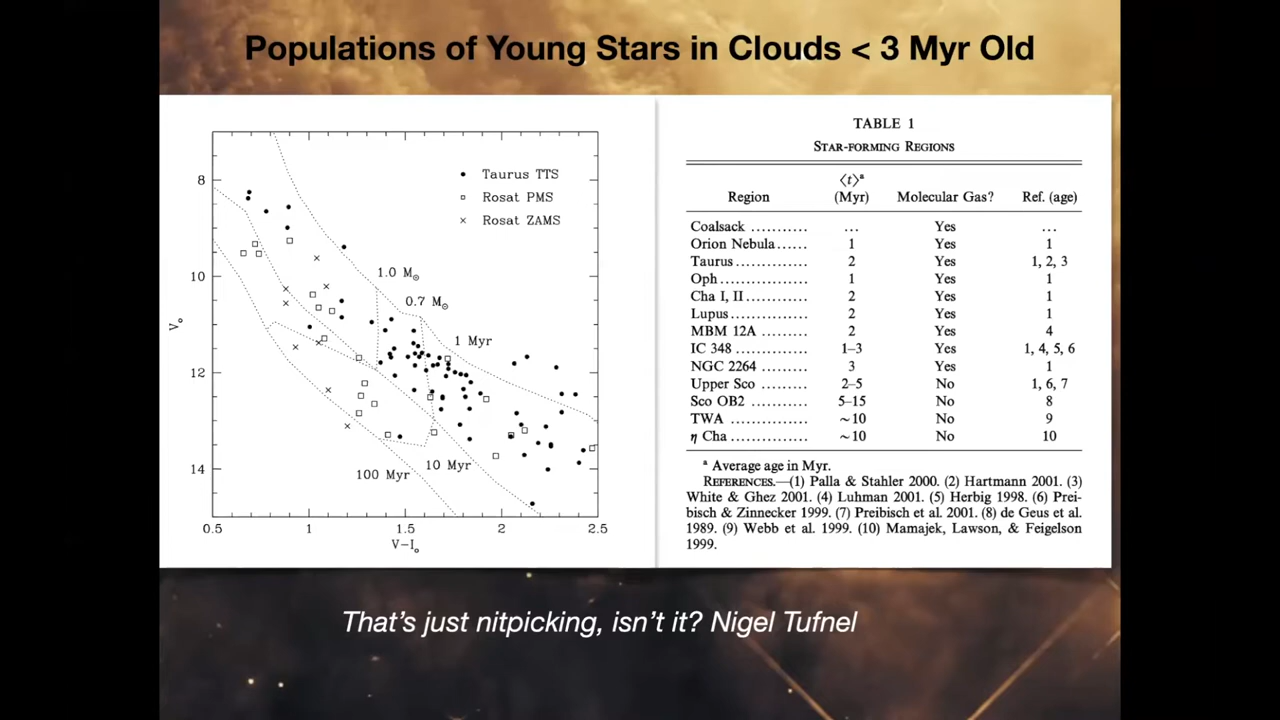 Populations of Young Stars in Clouds < 3 Myr Old
Taurus TTS
Rosat PMS
Rosat ZAMS
1.0 M⊙
0.7 M⊙
1 Myr
10 Myr
100 Myr
8
10
12
14
V₀
0.5
1
1.5
2
2.5
V−I₀
TABLE 1
STAR-FORMING REGIONS
Region ⟨t⟩ᵃ (Myr) Molecular Gas? Ref. (age)
Coalsack ........... ... Yes ...
Orion Nebula...... 1 Yes 1
Taurus............... 2 Yes 1, 2, 3
Oph................... 1 Yes 1
Cha I, II............. 2 Yes 1
Lupus................. 2 Yes 1
MBM 12A ......... 2 Yes 4
IC 348................ 1–3 Yes 1, 4, 5, 6
NGC 2264.......... 3 Yes 1
Upper Sco .......... 2–5 No 1, 6, 7
Sco OB2 ............ 5–15 No 8
TWA ................. ~10 No 9
η Cha................. ~10 No 10
ᵃ Average age in Myr.
REFERENCES.—(1) Palla & Stahler 2000. (2) Hartmann 2001. (3)
White & Ghez 2001. (4) Luhman 2001. (5) Herbig 1998. (6) Prei-
bisch & Zinnecker 1999. (7) Preibisch et al. 2001. (8) de Geus et al.
1989. (9) Webb et al. 1999. (10) Mamajek, Lawson, & Feigelson
1999.
That's just nitpicking, isn't it? Nigel Tufnel